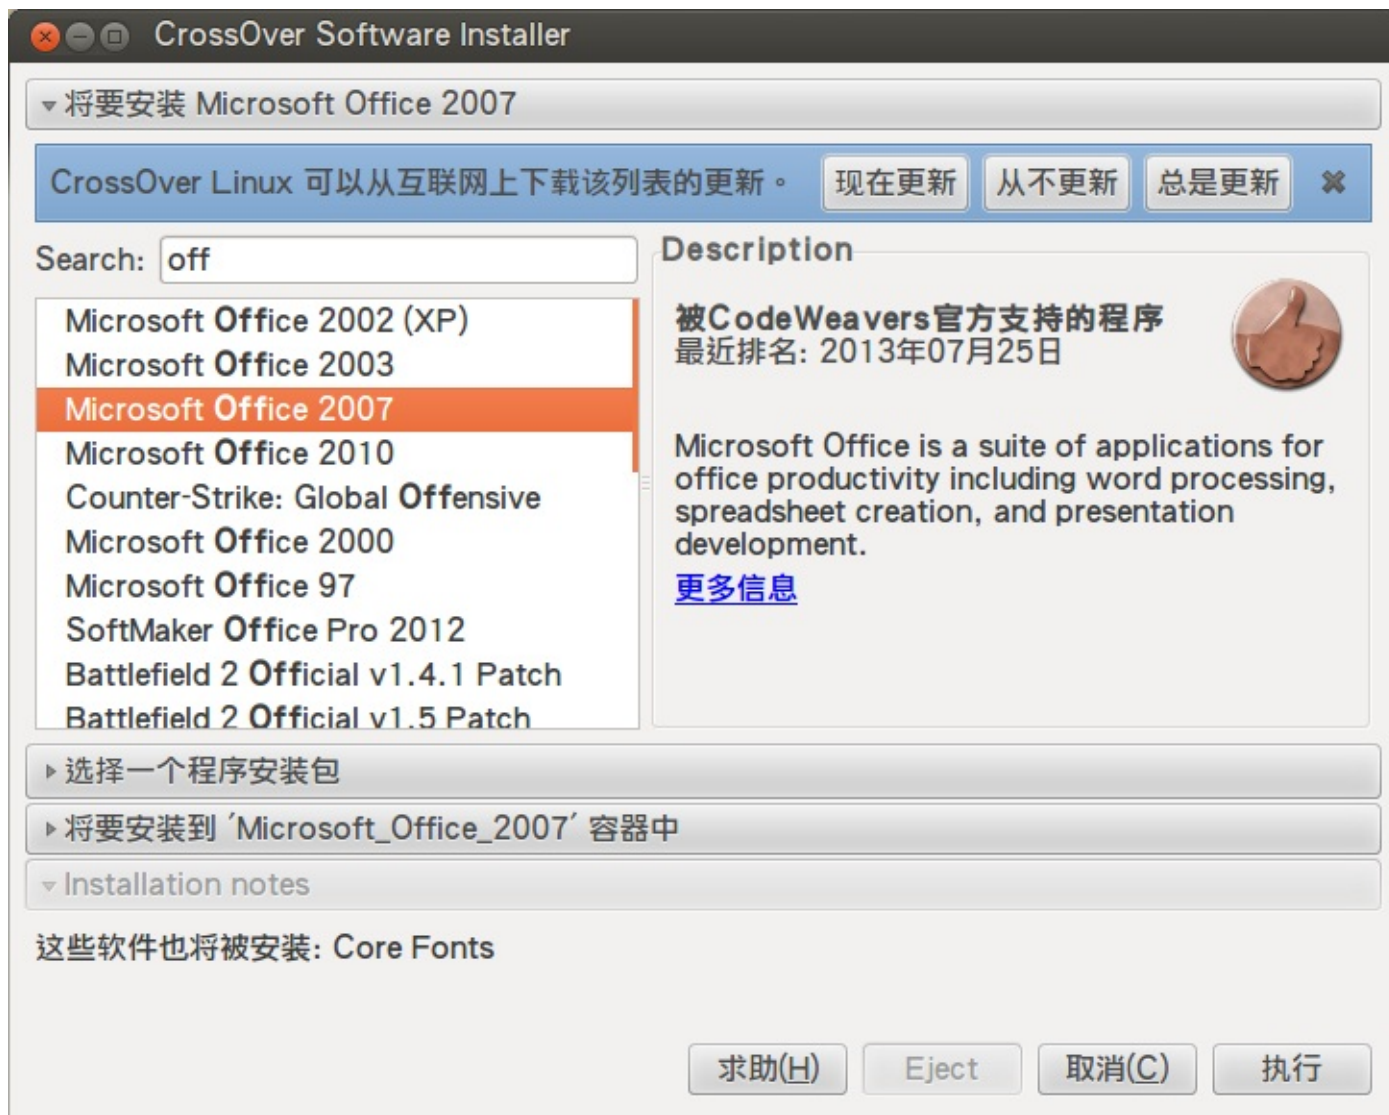 CrossOver Software Installer
将要安装 Microsoft Office 2007
CrossOver Linux 可以从互联网上下载该列表的更新。 现在更新 从不更新 总是更新
Search: off
Microsoft Office 2002 (XP)
Microsoft Office 2003
Microsoft Office 2007
Microsoft Office 2010
Counter-Strike: Global Offensive
Microsoft Office 2000
Microsoft Office 97
SoftMaker Office Pro 2012
Battlefield 2 Official v1.4.1 Patch
Battlefield 2 Official v1.5 Patch
Description
被CodeWeavers官方支持的程序
最近排名: 2013年07月25日
Microsoft Office is a suite of applications for
office productivity including word processing,
spreadsheet creation, and presentation
development.
更多信息
选择一个程序安装包
将要安装到 ′Microsoft_Office_2007′ 容器中
Installation notes
这些软件也将被安装: Core Fonts
求助(H) Eject 取消(C) 执行